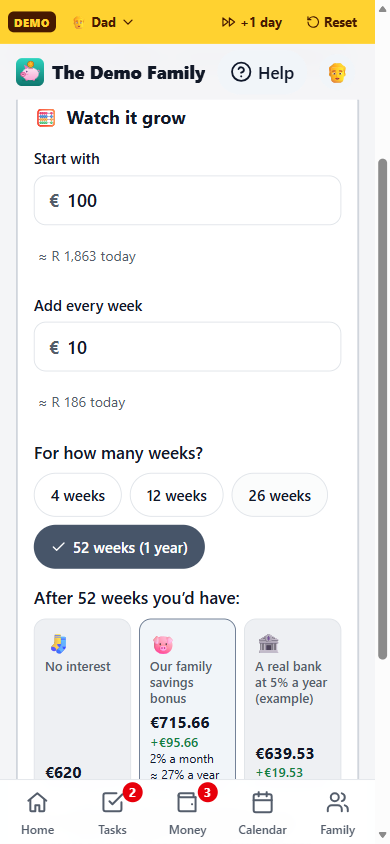 DEMO Dad +1 day Reset
The Demo Family Help
Watch it grow
Start with
€ 100
≈ R 1,863 today
Add every week
€ 10
≈ R 186 today
For how many weeks?
4 weeks 12 weeks 26 weeks
52 weeks (1 year)
After 52 weeks you’d have:
No interest
€620
Our family
savings
bonus
€715.66
+€95.66
2% a month
≈ 27% a year
A real bank
at 5% a year
(example)
€639.53
+€19.53
2 3
Home Tasks Money Calendar Family